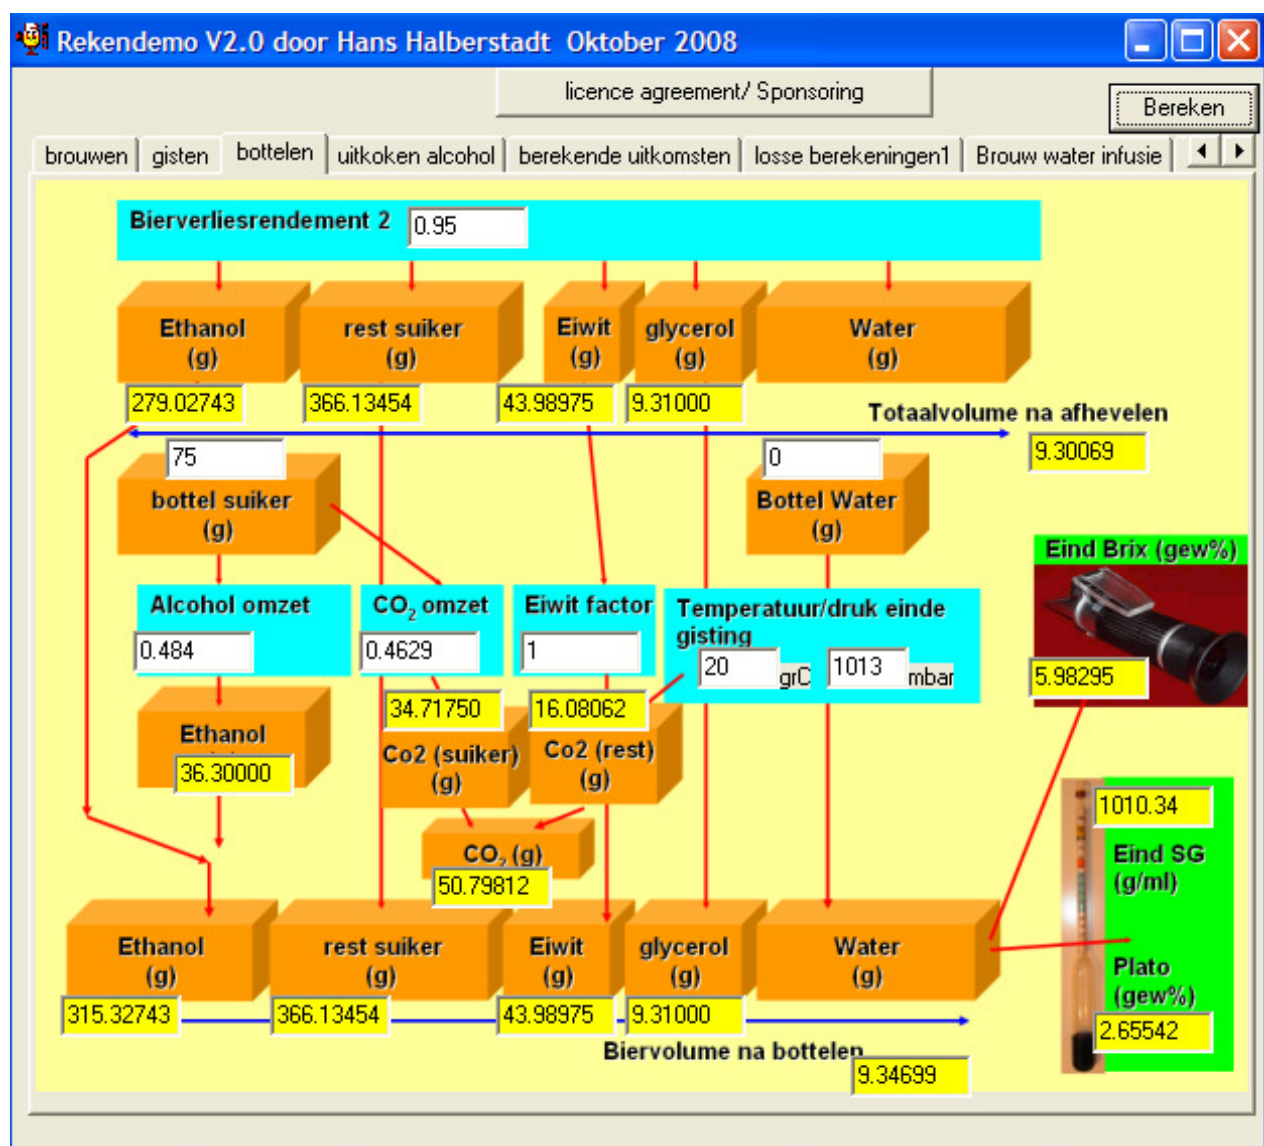 Rekendemo V2.0 door Hans Halberstadt Oktober 2008
licence agreement/ Sponsoring
Bereken
brouwen gisten bottelen uitkoken alcohol berekende uitkomsten losse berekeningen1 Brouw water infusie
Bierverliesrendement 2 0.95
Ethanol (g)
rest suiker (g)
Eiwit (g)
glycerol (g)
Water (g)
279.02743 366.13454 43.98975 9.31000
Totaalvolume na afhevelen
9.30069
75
bottel suiker
(g)
0
Bottel Water
(g)
Eind Brix (gew%)
5.98295
Alcohol omzet
0.484
CO2 omzet
0.4629
Eiwit factor
1
Temperatuur/druk einde
gisting
20 grC 1013 mbar
34.71750
Co2 (suiker)
(g)
16.08062
Co2 (rest)
(g)
Ethanol
36.30000
CO2 (g)
50.79812
1010.34
Eind SG
(g/ml)
Plato
(gew%)
2.65542
Ethanol (g)
rest suiker (g)
Eiwit (g)
glycerol (g)
Water (g)
315.32743 366.13454 43.98975 9.31000
Biervolume na bottelen
9.34699